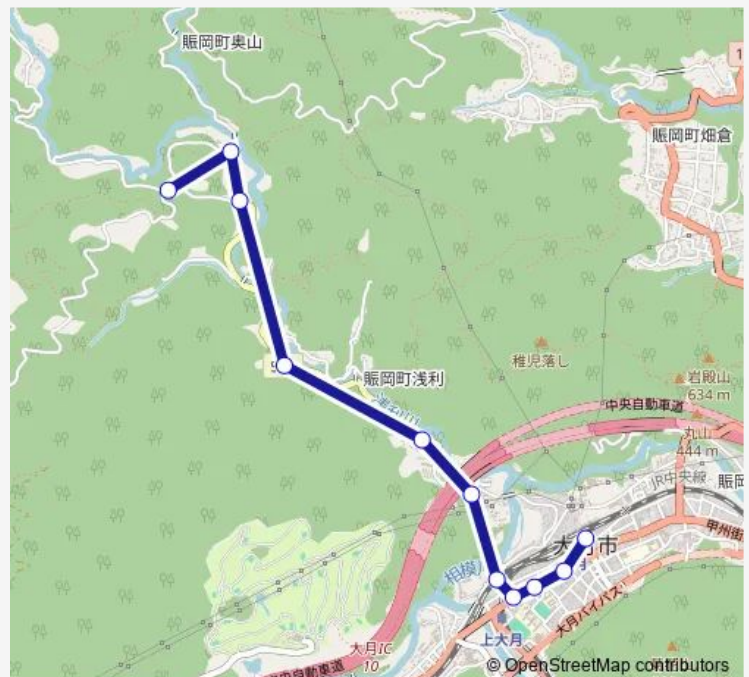 賑岡町奥山
賑岡町畑倉
稚児落し
賑岡町浅利
岩殿山
634 m
中央自動車道
丸山
444 m
JR中央線
賑岡
甲州街
大月市
相模
大月バイパス
上大月
大月IC
10
中央自動車道
© OpenStreetMap contributors